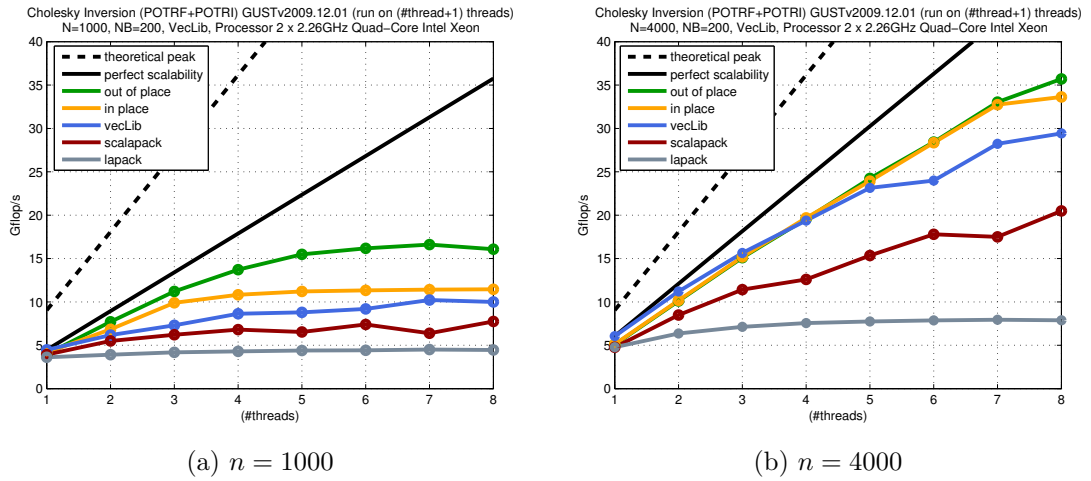 Cholesky Inversion (POTRF+POTRI) GUSTv2009.12.01 (run on (#thread+1) threads)
N=1000, NB=200, VecLib, Processor 2 x 2.26GHz Quad-Core Intel Xeon
theoretical peak
perfect scalability
out of place
in place
vecLib
scalapack
lapack
40
35
30
25
20
15
10
5
0
Gflop/s
1 2 3 4 5 6 7 8
(#threads)
(a) n = 1000
Cholesky Inversion (POTRF+POTRI) GUSTv2009.12.01 (run on (#thread+1) threads)
N=4000, NB=200, VecLib, Processor 2 x 2.26GHz Quad-Core Intel Xeon
theoretical peak
perfect scalability
out of place
in place
vecLib
scalapack
lapack
40
35
30
25
20
15
10
5
0
Gflop/s
1 2 3 4 5 6 7 8
(#threads)
(b) n = 4000